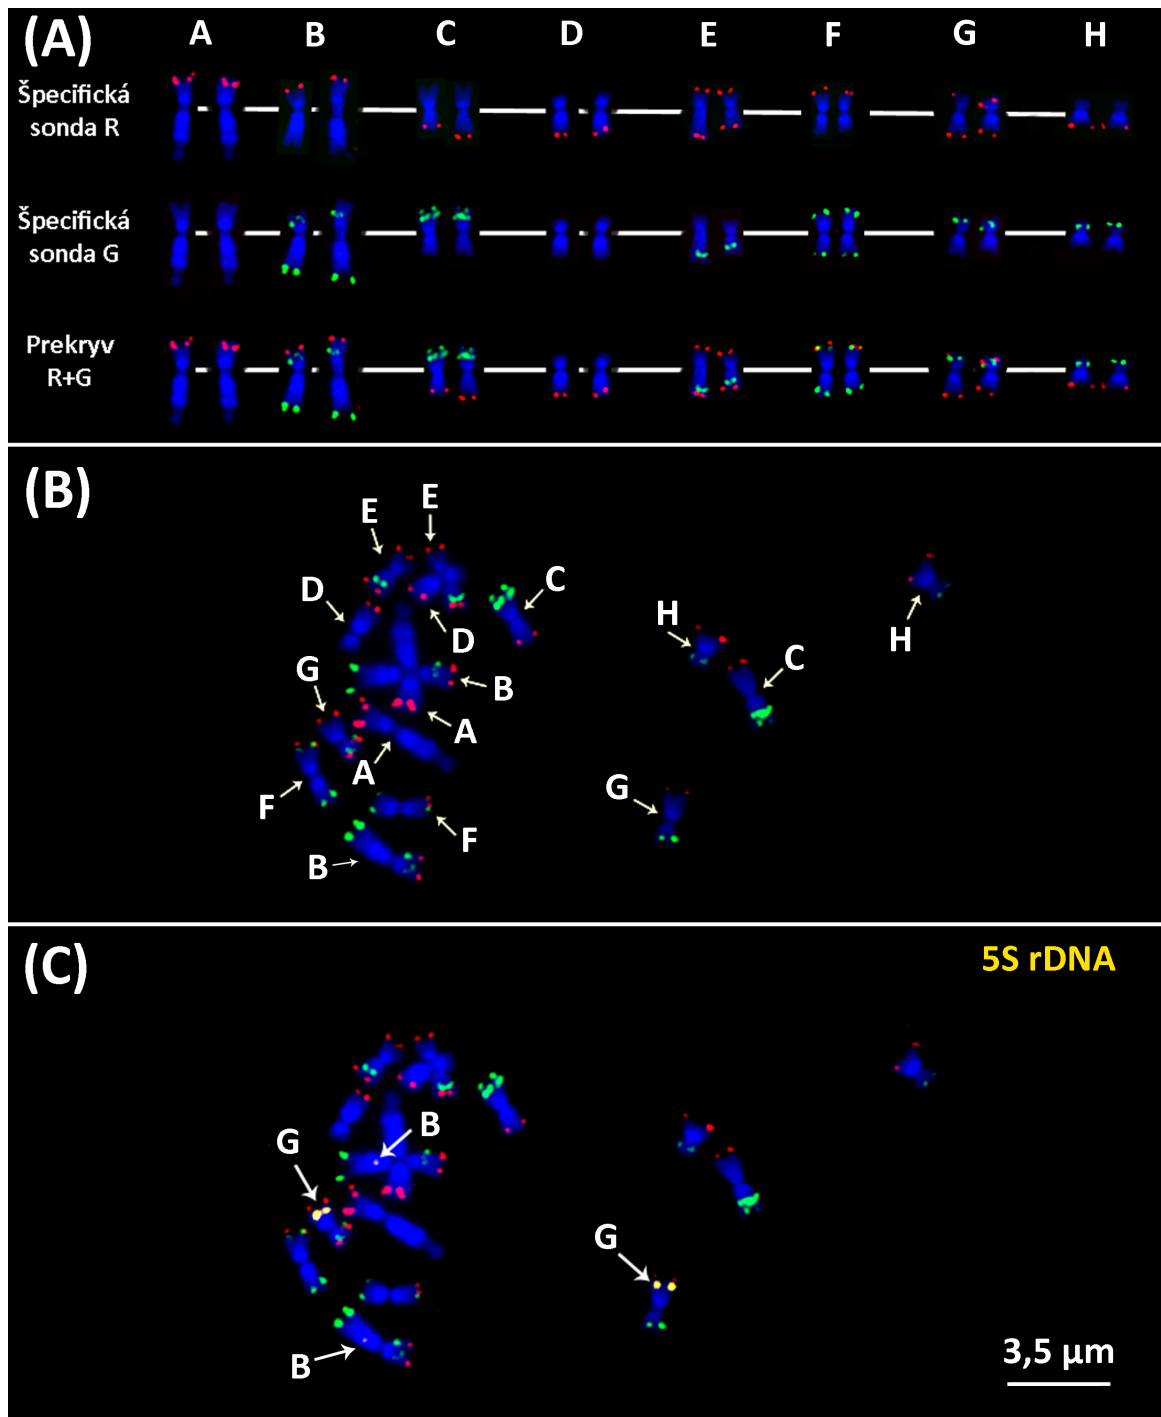 (A)
A B C D E F G H
Špecifická
sonda R
Špecifická
sonda G
Prekryv
R+G
(B)
E
E
D
C
D
H
H
C
G
B
A
A
G
F
F
B
(C)
5S rDNA
B
G
G
B
3,5 µm